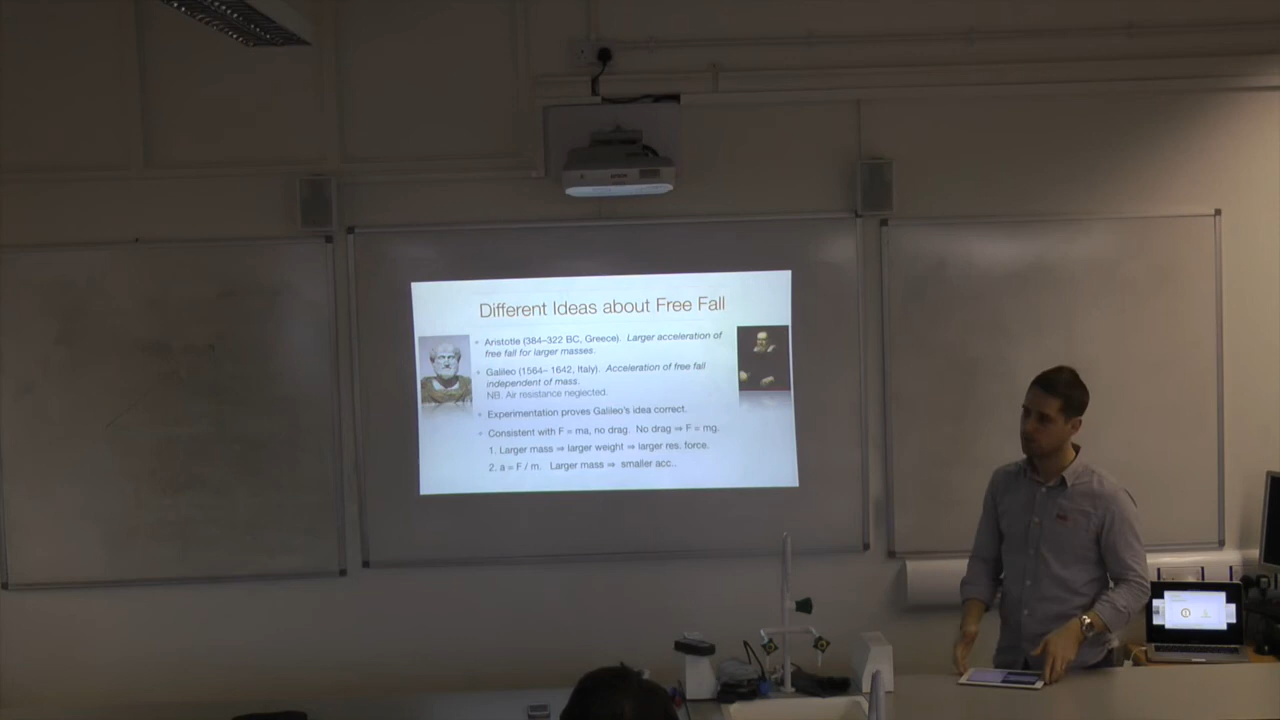 EPSON
Different Ideas about Free Fall
Aristotle (384–322 BC, Greece). Larger acceleration of
free fall for larger masses.
Galileo (1564– 1642, Italy). Acceleration of free fall
independent of mass.
NB. Air resistance neglected.
Experimentation proves Galileo's idea correct.
Consistent with F = ma, no drag. No drag ⇒ F = mg.
1. Larger mass ⇒ larger weight ⇒ larger res. force.
2. a = F / m. Larger mass ⇒ smaller acc..